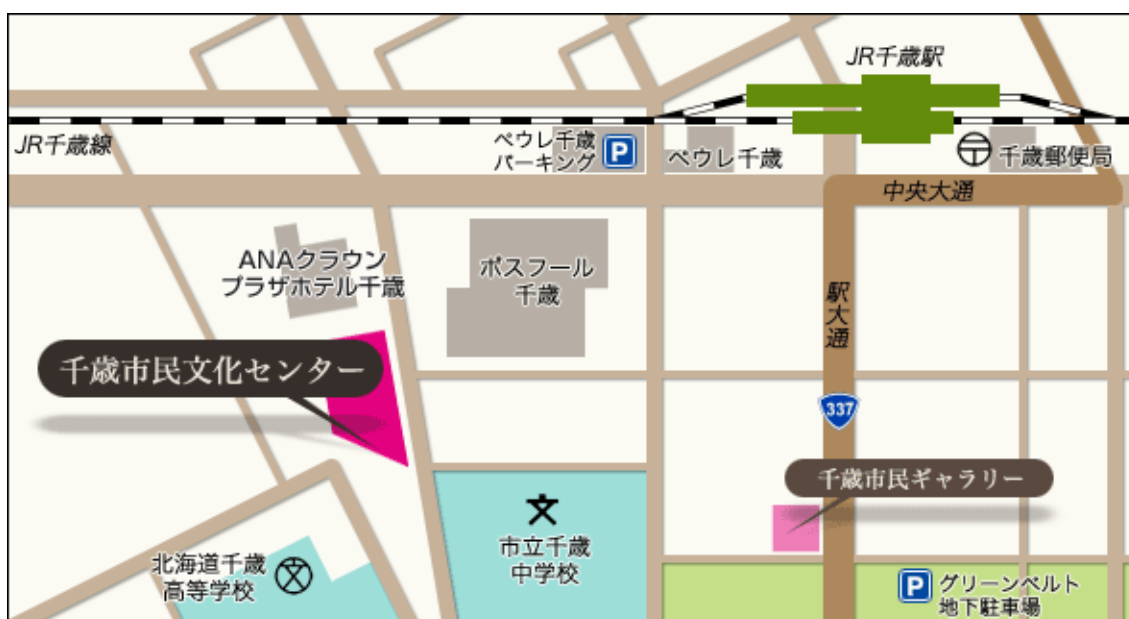 JR千歳駅
JR千歳線
ペウレ千歳
パーキング
P
ペウレ千歳
千歳郵便局
中央大通
ANAクラウン
プラザホテル千歳
ポスフール
千歳
駅大通
千歳市民文化センター
337
千歳市民ギャラリー
市立千歳
中学校
北海道千歳
高等学校
P
グリーンベルト
地下駐車場